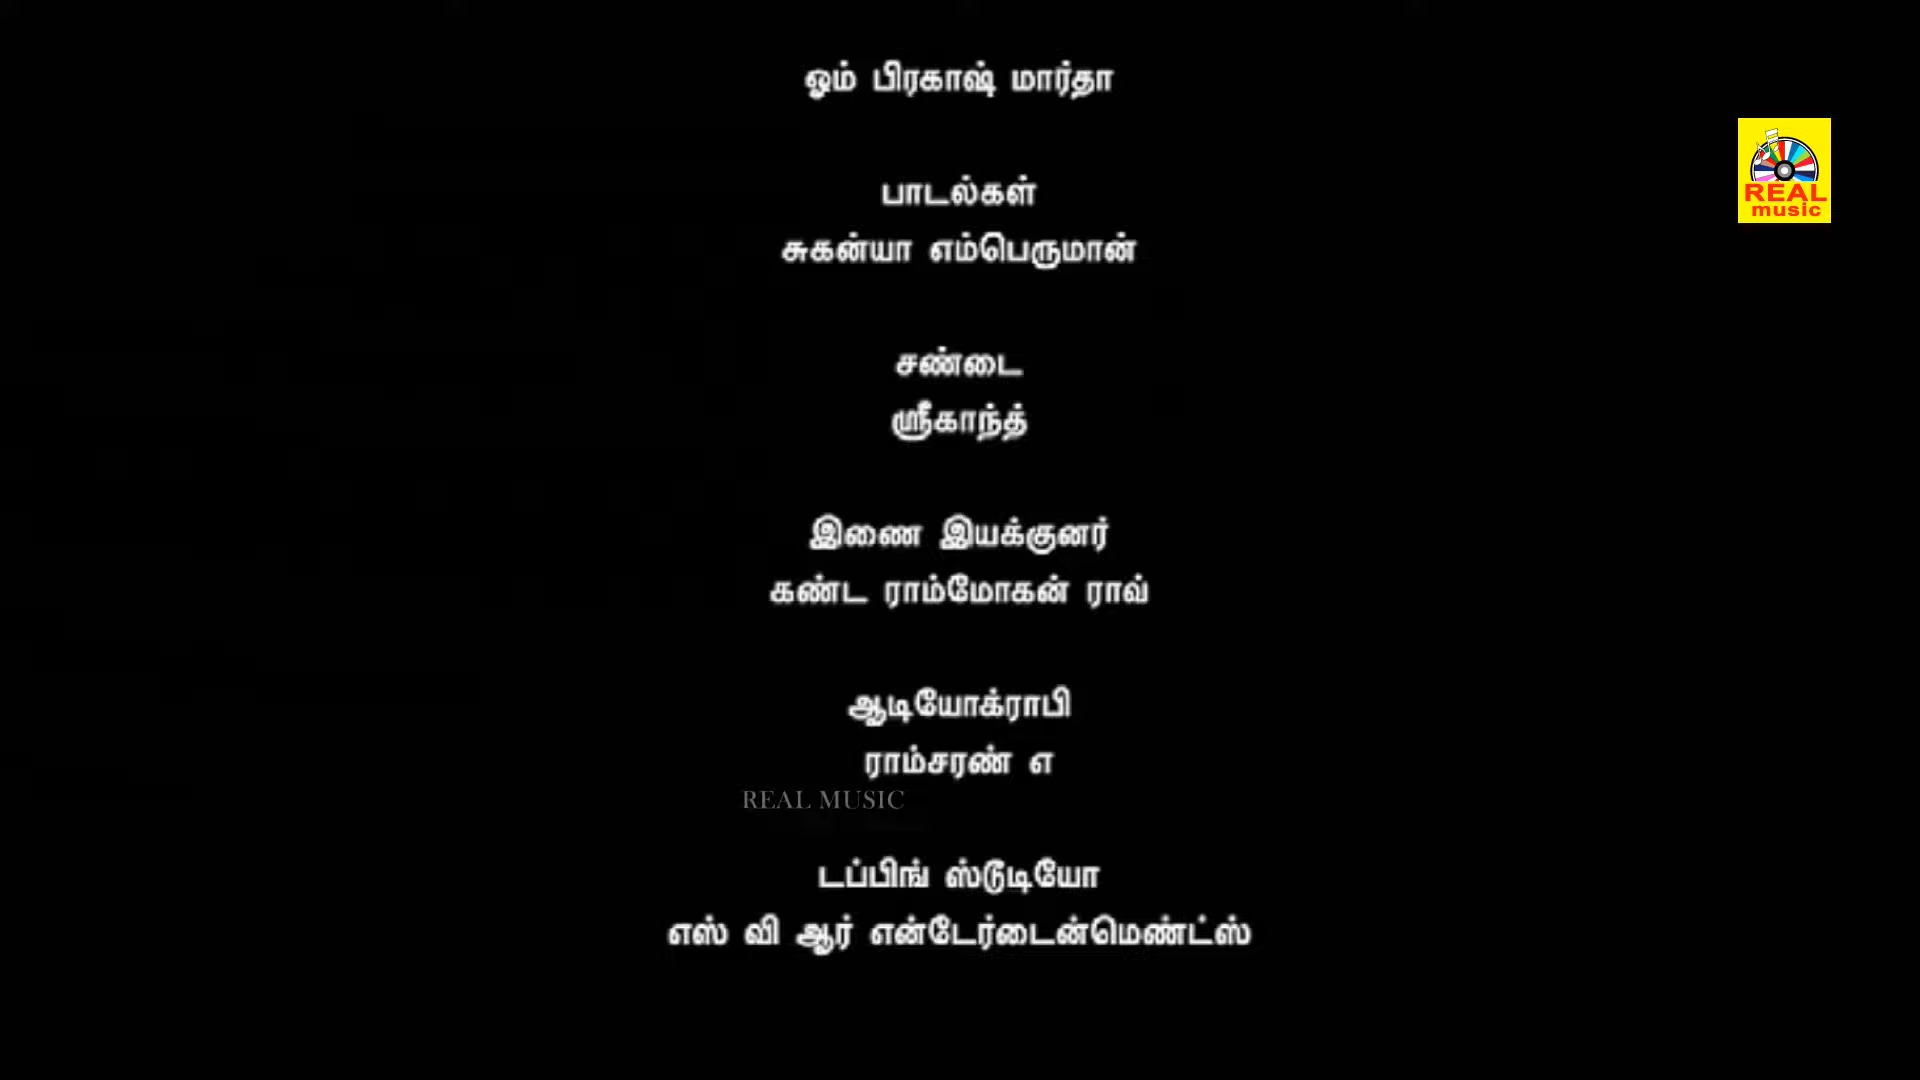 ஓம் பிரகாஷ் மார்தா
பாடல்கள்
சுகன்யா எம்பெருமான்
சண்டை
ஸ்ரீகாந்த்
இணை இயக்குனர்
கண்ட ராம்மோகன் ராவ்
ஆடியோக்ராபி
ராம்சரண் எ
டப்பிங் ஸ்டூடியோ
எஸ் வி ஆர் என்டேர்டைன்மெண்ட்ஸ்
REAL MUSIC
REAL
music